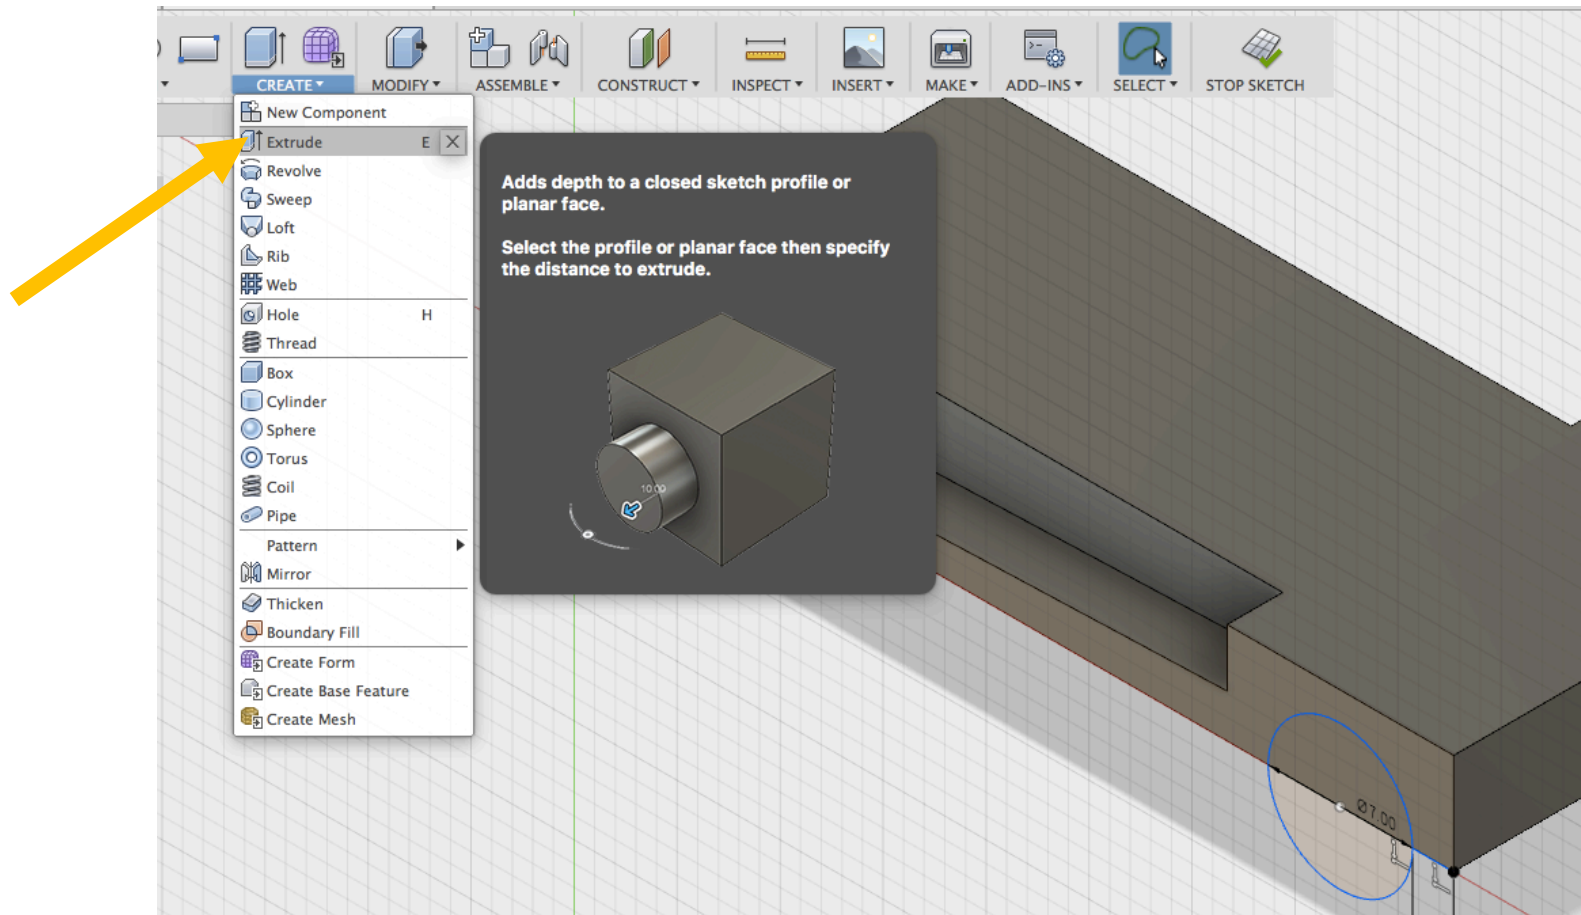 CREATE ▾ MODIFY ▾ ASSEMBLE ▾ CONSTRUCT ▾ INSPECT ▾ INSERT ▾ MAKE ▾ ADD-INS ▾ SELECT ▾ STOP SKETCH
New Component
Extrude E
Revolve
Sweep
Loft
Rib
Web
Hole H
Thread
Box
Cylinder
Sphere
Torus
Coil
Pipe
Pattern
Mirror
Thicken
Boundary Fill
Create Form
Create Base Feature
Create Mesh
Adds depth to a closed sketch profile or
planar face.
Select the profile or planar face then specify
the distance to extrude.
10.00
Ø7.00